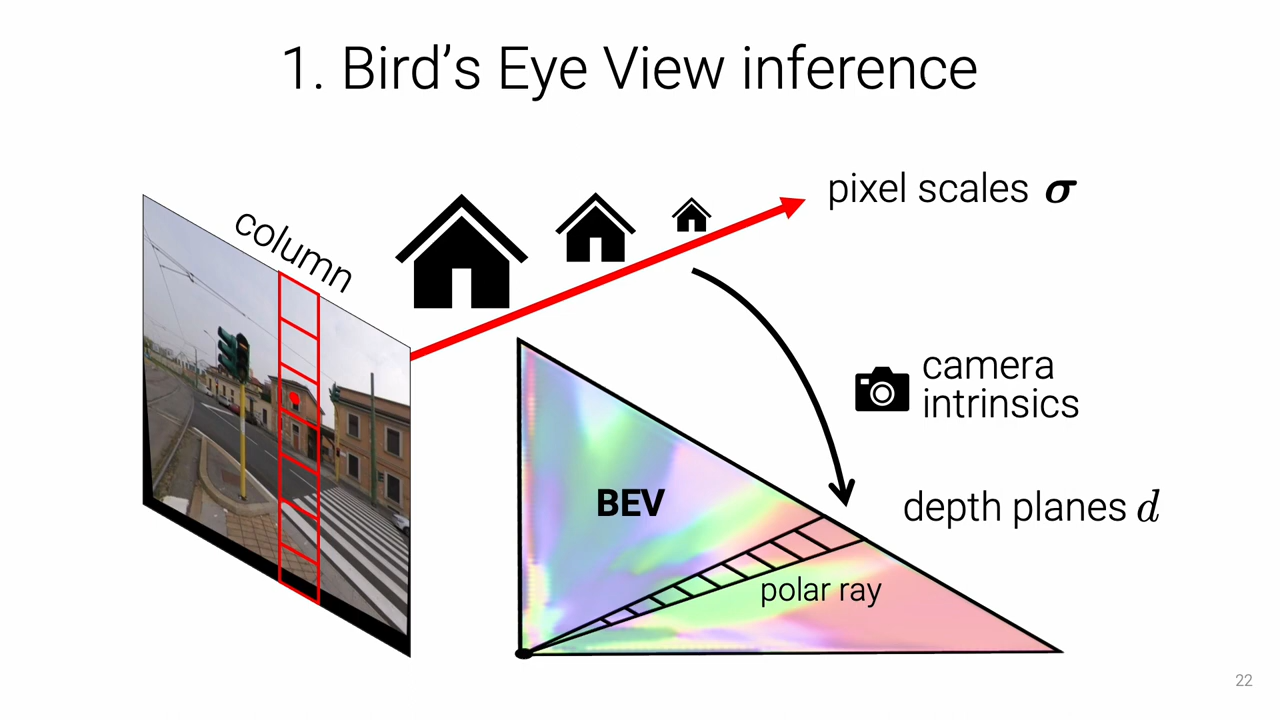 1. Bird’s Eye View inference
pixel scales σ
column
camera
intrinsics
BEV
depth planes d
polar ray
22